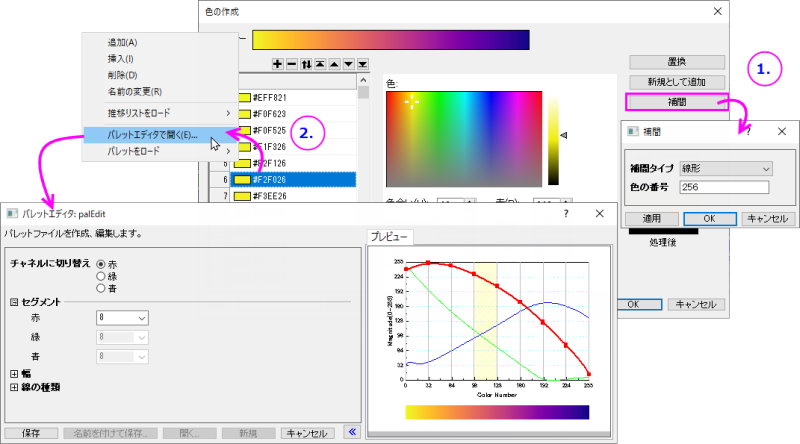 色の作成
追加(A)
挿入(I)
削除(D)
名前の変更(R)
推移リストをロード
パレットエディタで開く(E)...
パレットをロード
#EFF821
#F0F623
#F0F525
#F1F326
5 #F2F126
6 #F2F026
7 #F3EE26
色:
置換
新規として追加
補間
1.
2.
補間
?
補間タイプ 線形
色の番号 256
適用 OK キャンセル
処理後
OK キャンセル
パレットエディタ: palEdit
?
パレットファイルを作成、編集します。
チャネルに切り替え 赤
緑
青
セグメント
赤 8
緑 8
青 8
幅
線の種類
保存 名前を付けて保存... 開く... 新規 キャンセル
プレビュー
Magnitude(0-255)
255
224
192
160
128
96
64
32
0
0 32 64 96 128 160 192 224 255
Color Number